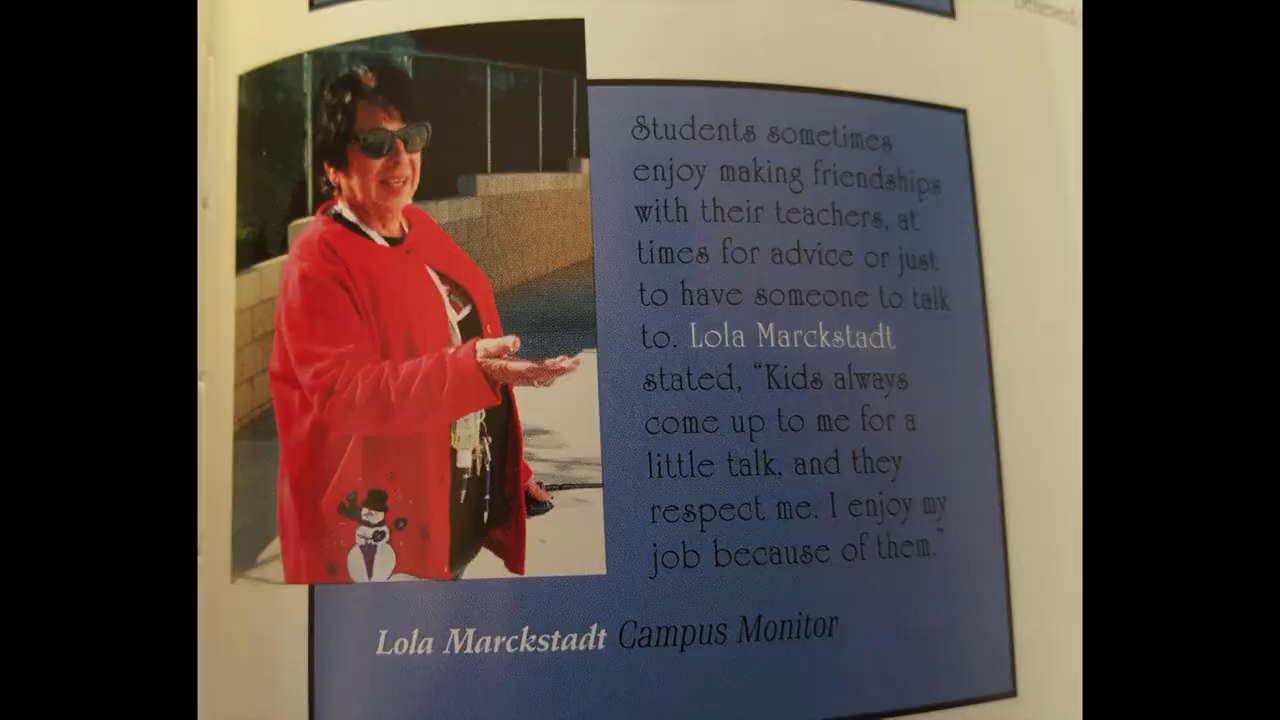 Students sometimes
enjoy making friendships
with their teachers, at
times for advice or just
to have someone to talk
to. Lola Marckstadt
stated, “Kids always
come up to me for a
little talk, and they
respect me. I enjoy my
job because of them.”
Lola Marckstadt Campus Monitor